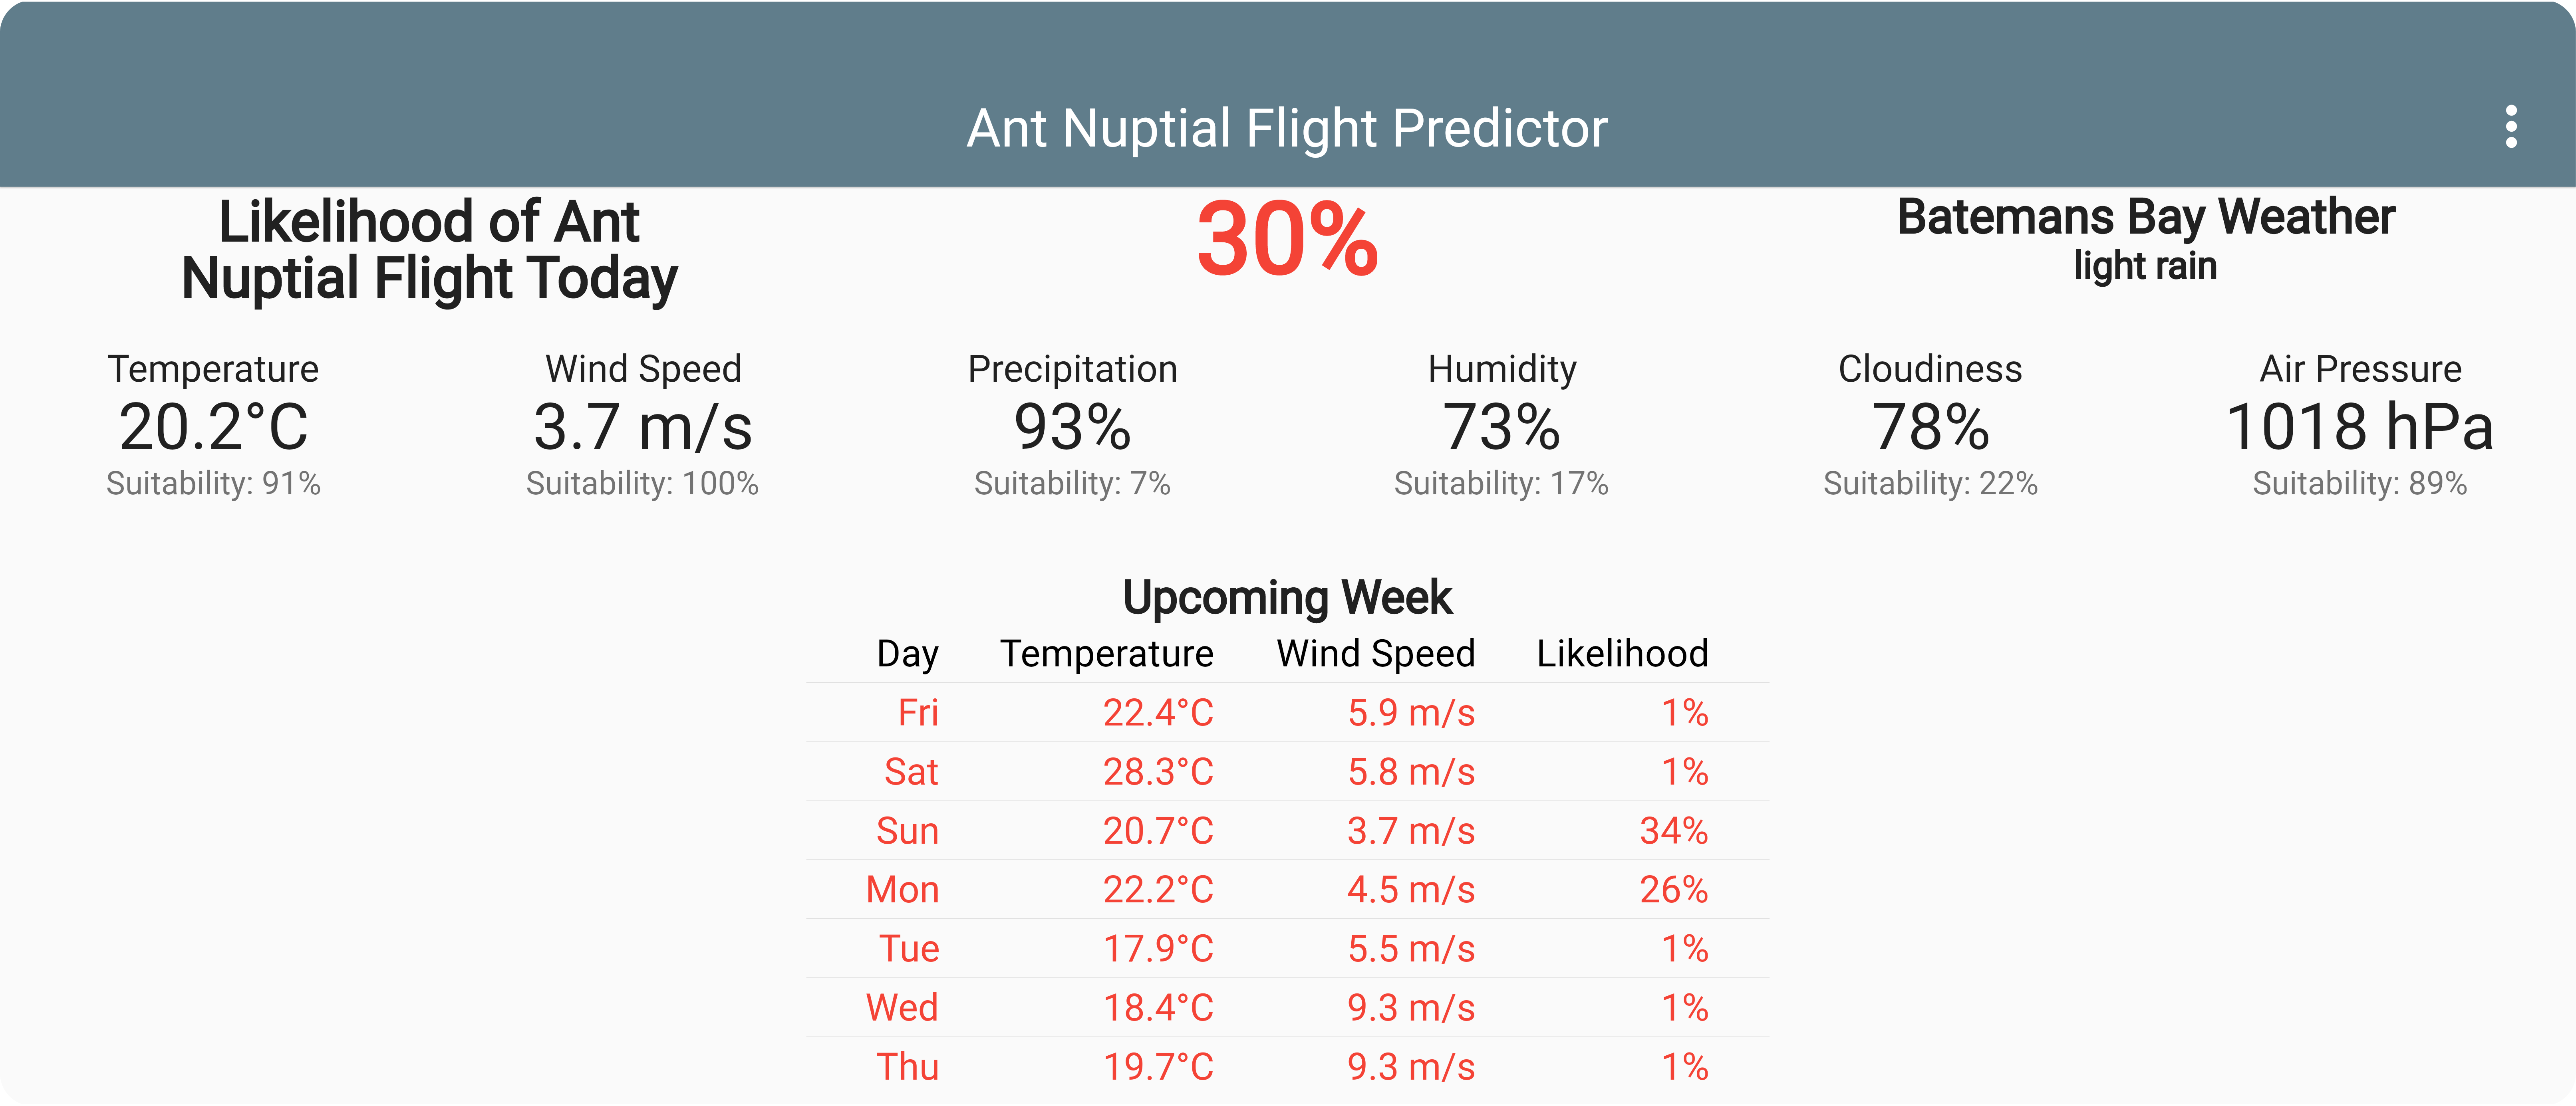 Ant Nuptial Flight Predictor
Likelihood of Ant
Nuptial Flight Today
30%
Batemans Bay Weather
light rain
Temperature
20.2°C
Suitability: 91%
Wind Speed
3.7 m/s
Suitability: 100%
Precipitation
93%
Suitability: 7%
Humidity
73%
Suitability: 17%
Cloudiness
78%
Suitability: 22%
Air Pressure
1018 hPa
Suitability: 89%
Upcoming Week
Day Temperature Wind Speed Likelihood
Fri 22.4°C 5.9 m/s 1%
Sat 28.3°C 5.8 m/s 1%
Sun 20.7°C 3.7 m/s 34%
Mon 22.2°C 4.5 m/s 26%
Tue 17.9°C 5.5 m/s 1%
Wed 18.4°C 9.3 m/s 1%
Thu 19.7°C 9.3 m/s 1%